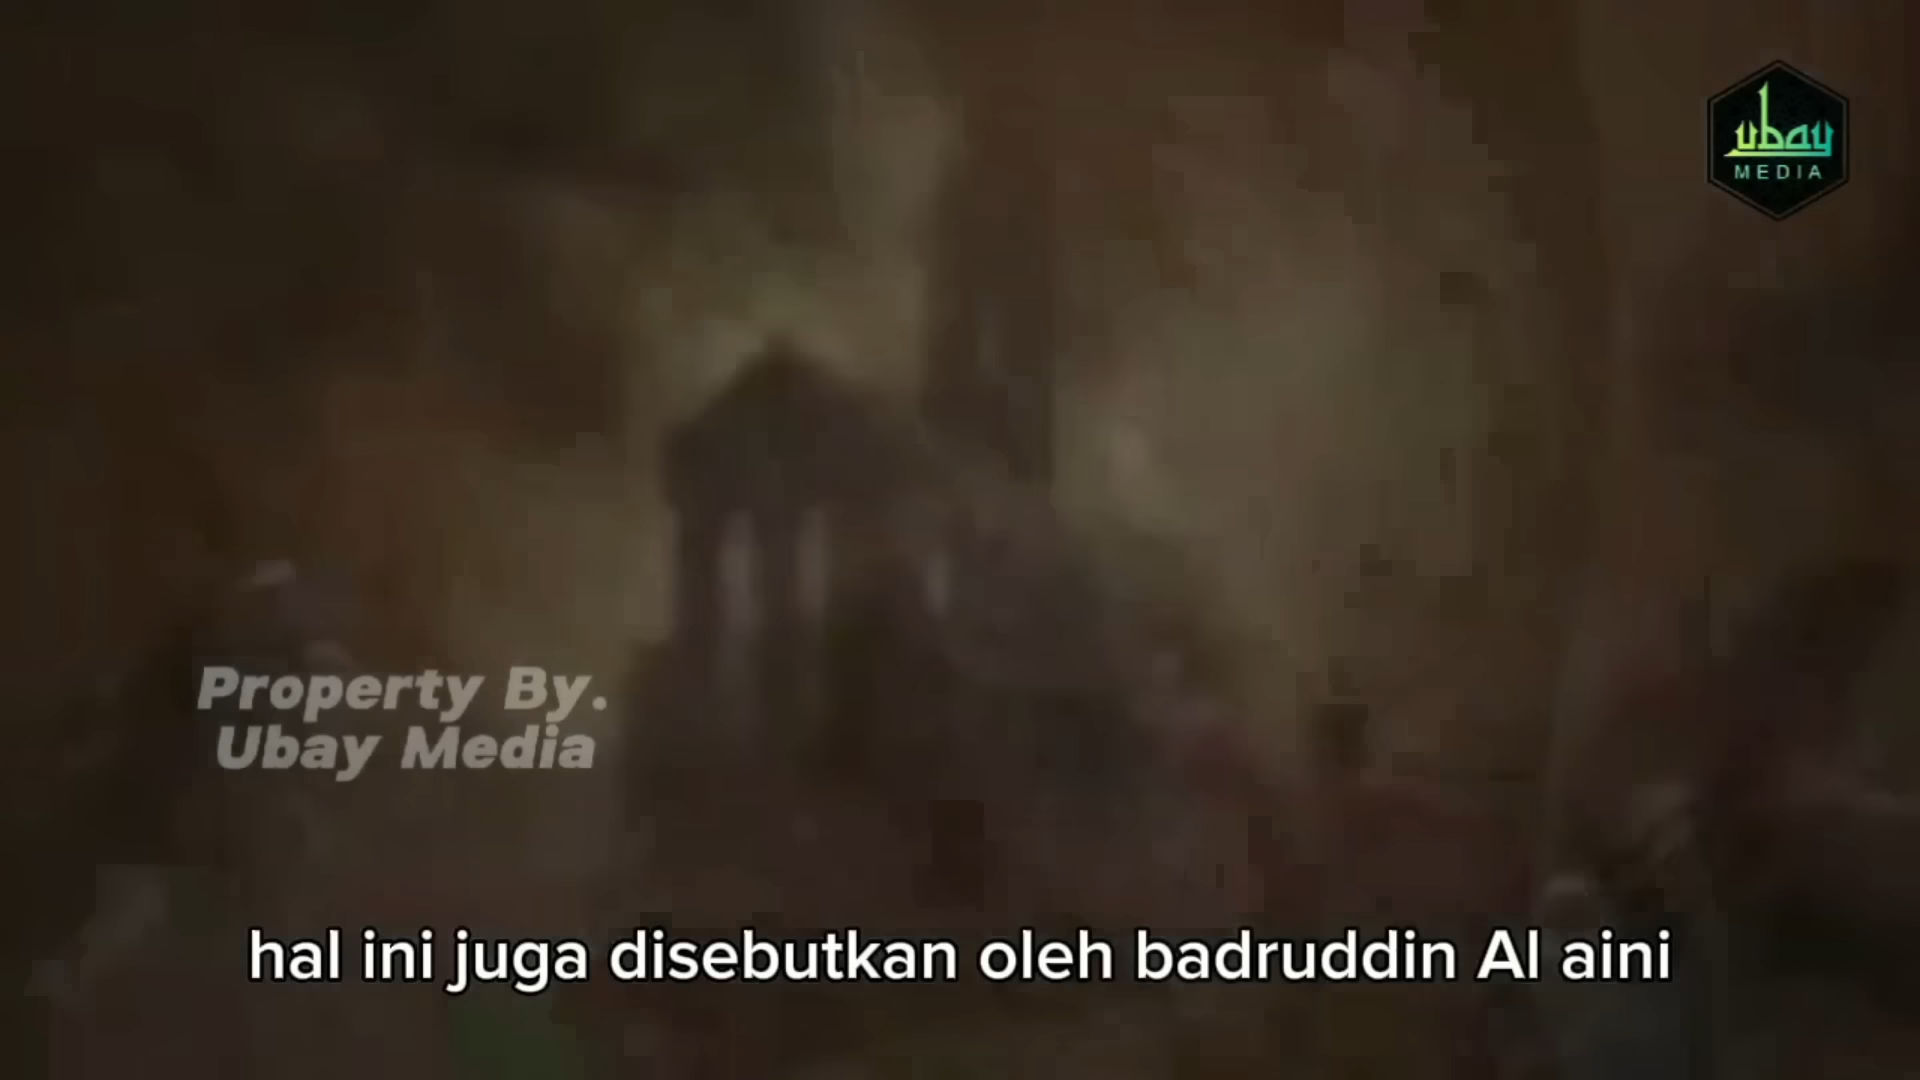 ubay
MEDIA
Property By.
Ubay Media
hal ini juga disebutkan oleh badruddin Al aini